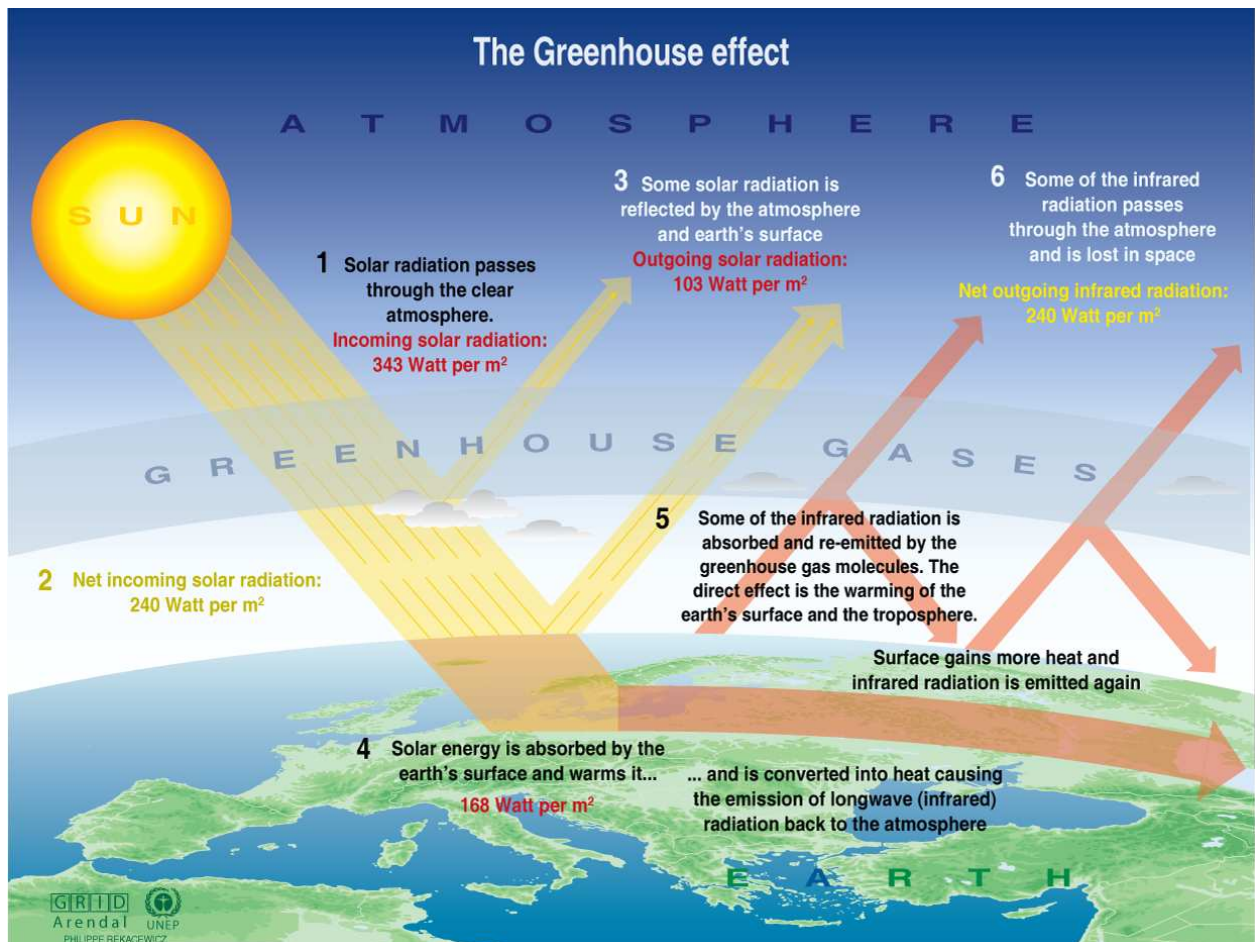 The Greenhouse effect
ATMOSPHERE
SUN
1 Solar radiation passes
through the clear
atmosphere.
Incoming solar radiation:
343 Watt per m²
3 Some solar radiation is
reflected by the atmosphere
and earth's surface
Outgoing solar radiation:
103 Watt per m²
6 Some of the infrared
radiation passes
through the atmosphere
and is lost in space
Net outgoing infrared radiation:
240 Watt per m²
GREENHOUSE GASES
2 Net incoming solar radiation:
240 Watt per m²
5 Some of the infrared radiation is
absorbed and re-emitted by the
greenhouse gas molecules. The
direct effect is the warming of the
earth's surface and the troposphere.
Surface gains more heat and
infrared radiation is emitted again
4 Solar energy is absorbed by the
earth's surface and warms it...
168 Watt per m²
... and is converted into heat causing
the emission of longwave (infrared)
radiation back to the atmosphere
EARTH
GRID
Arendal UNEP
PHILIPPE REKACEWICZ